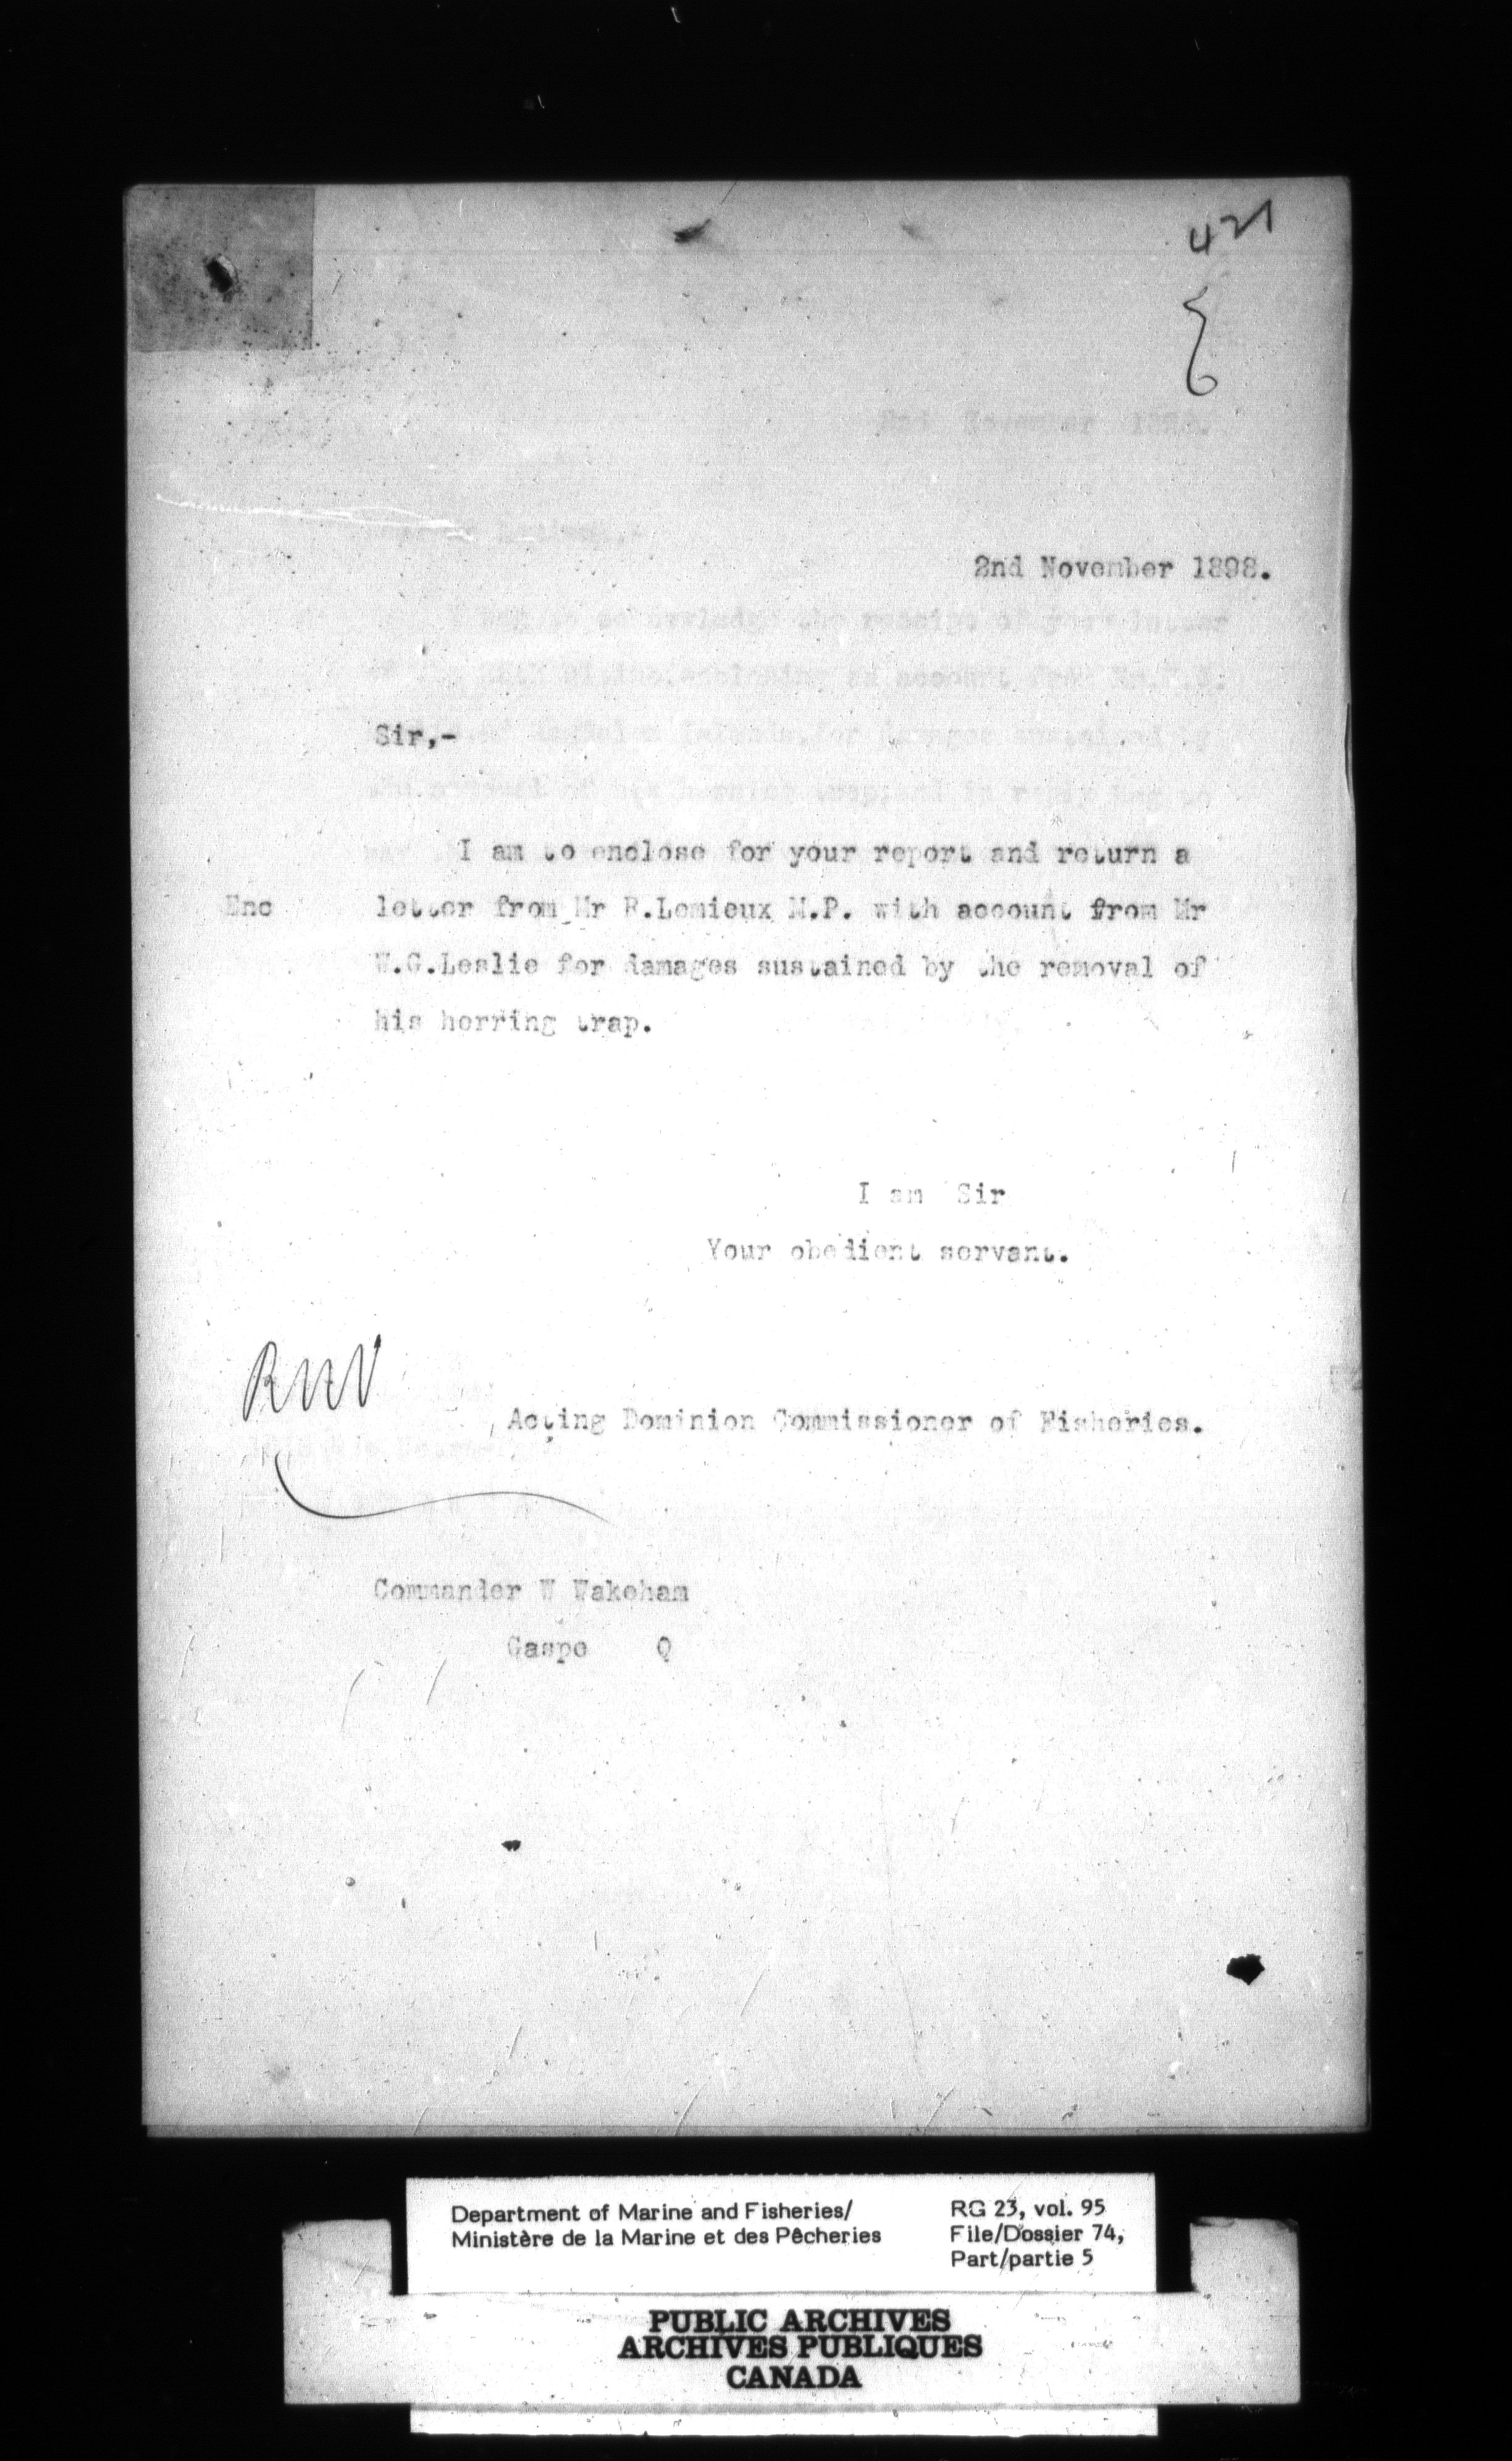 421
2nd November 1898.
Sir,-
I am to enclose for your report and return a
Enc letter from Mr R.Lemieux M.P. with account from Mr
W.G.Leslie for damages sustained by the removal of
his herring trap.
I am Sir
Your obedient servant.
Acting Dominion Commissioner of Fisheries.
Commander W Wakeham
Gaspe Q
Department of Marine and Fisheries/
Ministère de la Marine et des Pêcheries
RG 23, vol. 95
File/Dossier 74,
Part/partie 5
PUBLIC ARCHIVES
ARCHIVES PUBLIQUES
CANADA